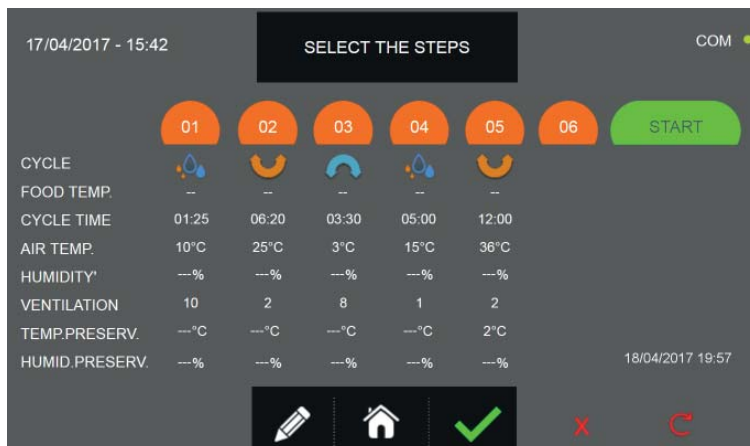 17/04/2017 - 15:42 SELECT THE STEPS COM
01 02 03 04 05 06 START
CYCLE
FOOD TEMP. -- -- -- -- --
CYCLE TIME 01:25 06:20 03:30 05:00 12:00
AIR TEMP. 10°C 25°C 3°C 15°C 36°C
HUMIDITY' ---% ---% ---% ---% ---%
VENTILATION 10 2 8 1 2
TEMP.PRESERV. ---°C ---°C ---°C ---°C 2°C
HUMID.PRESERV. ---% ---% ---% ---% ---% 18/04/2017 19:57
X